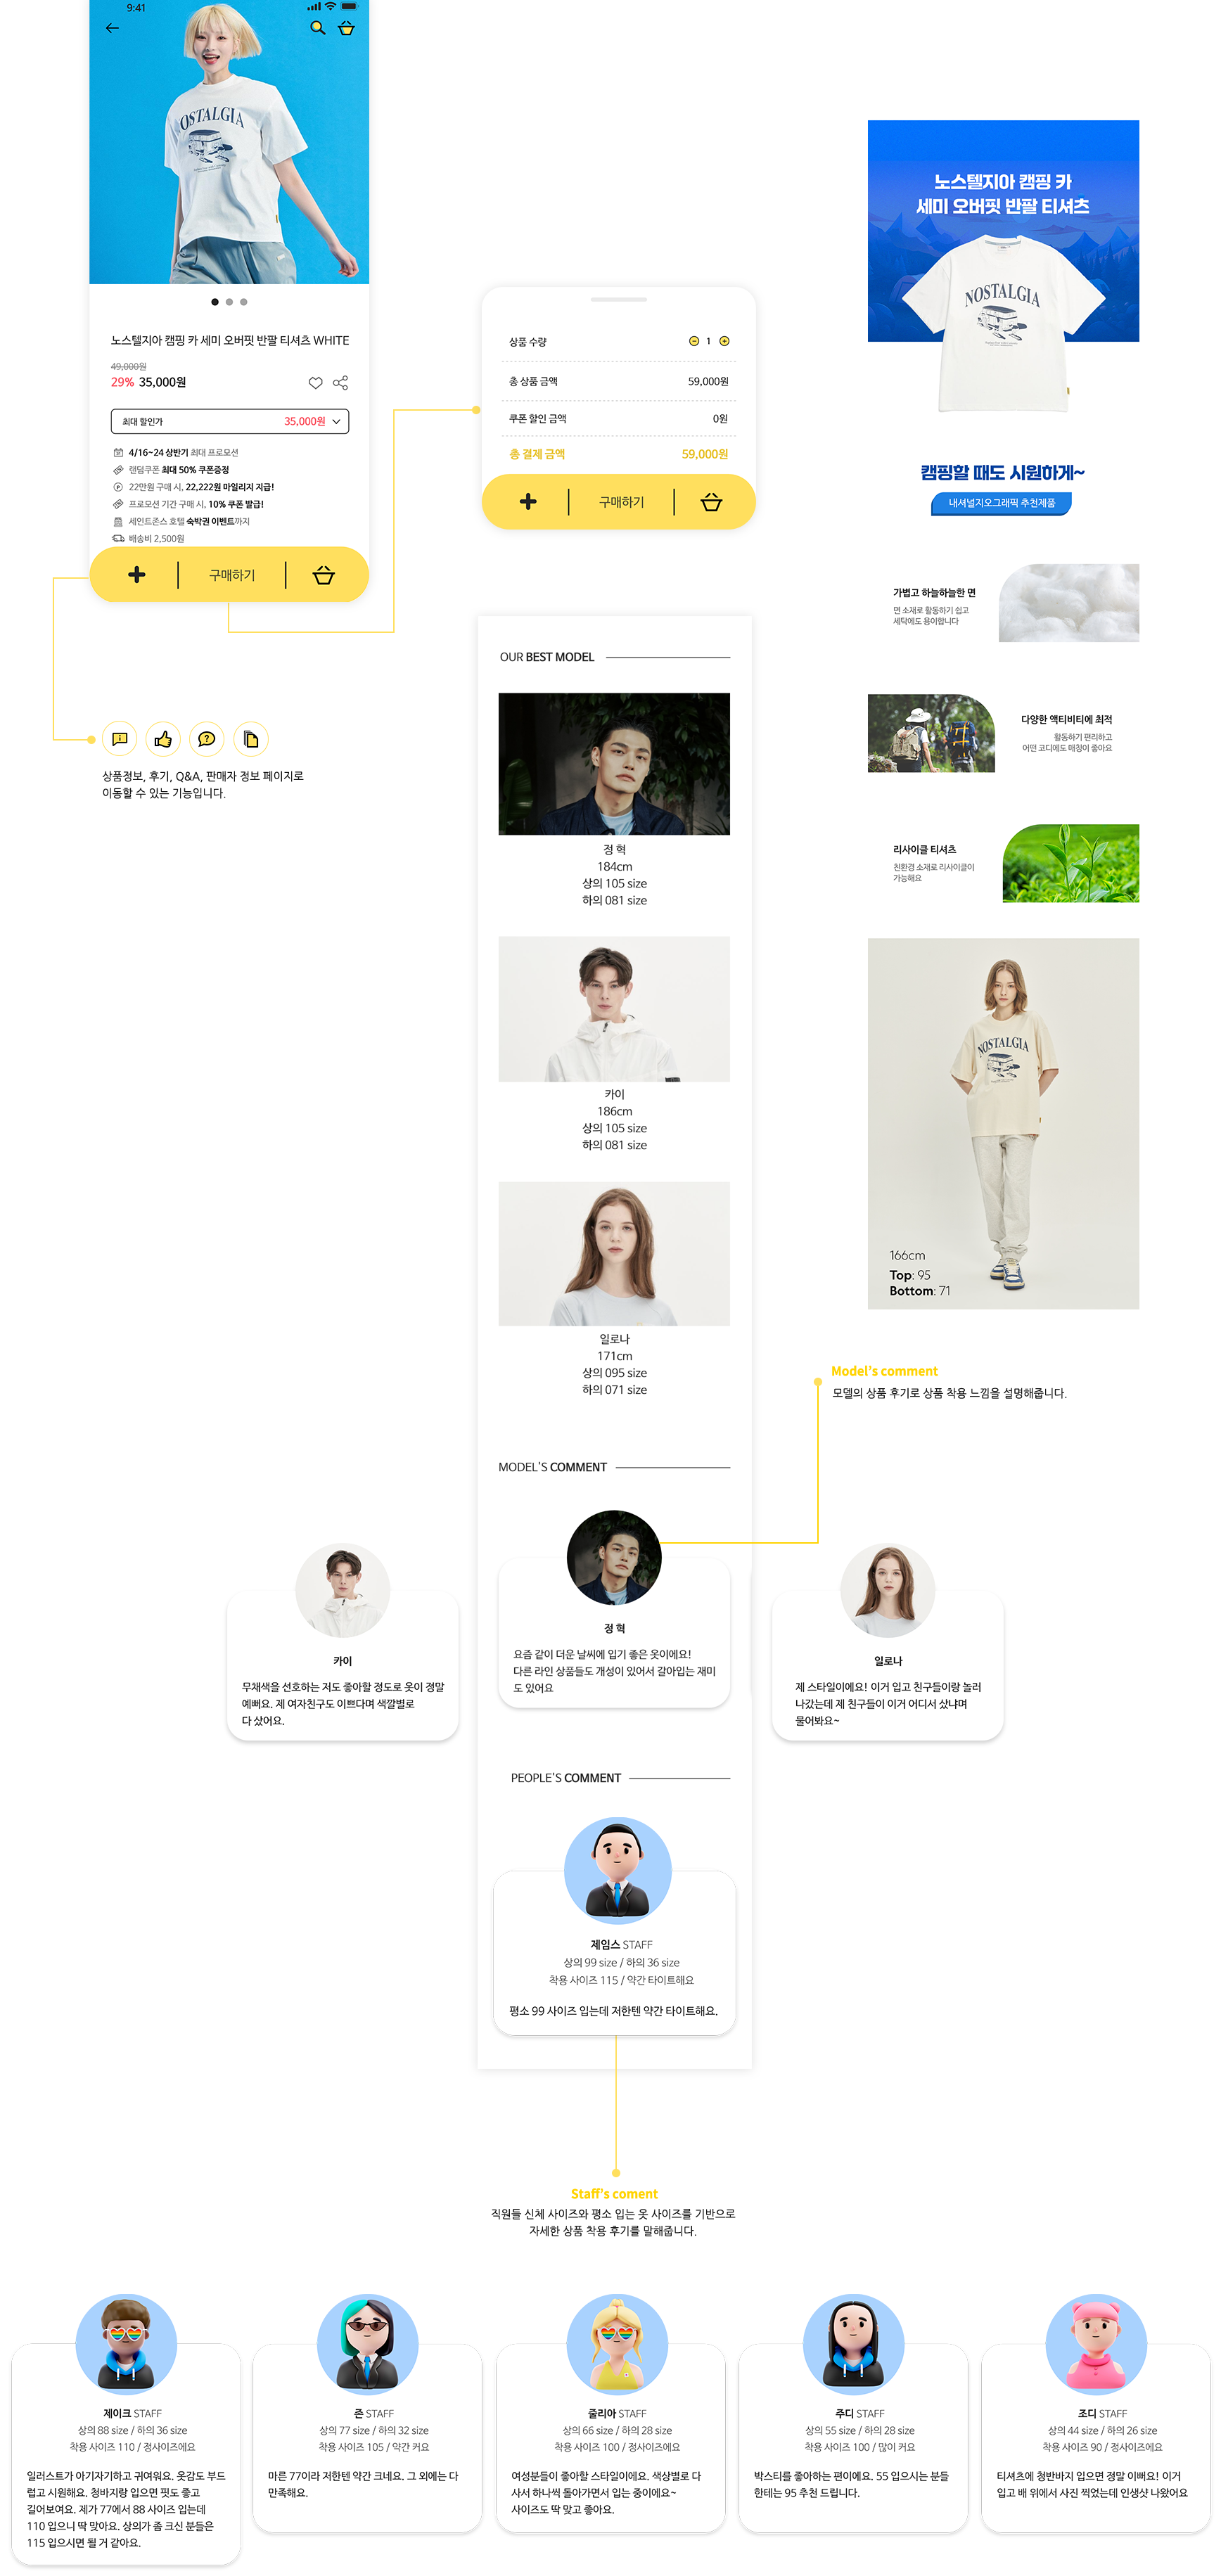 9:41
NOSTALGIA
노스텔지아 캠핑 카 세미 오버핏 반팔 티셔츠 WHITE
49,000원
29% 35,000원
최대 할인가 35,000원
4/16~24 상반기 최대 프로모션
랜덤쿠폰 최대 50% 쿠폰증정
22만원 구매 시, 22,222원 마일리지 지급!
프로모션 기간 구매 시, 10% 쿠폰 발급!
세인트존스 호텔 숙박권 이벤트까지
배송비 2,500원
구매하기
상품정보, 후기, Q&A, 판매자 정보 페이지로
이동할 수 있는 기능입니다.
상품 수량 1
총 상품 금액 59,000원
쿠폰 할인 금액 0원
총 결제 금액 59,000원
구매하기
노스텔지아 캠핑 카
세미 오버핏 반팔 티셔츠
NOSTALGIA
캠핑할 때도 시원하게~
내셔널지오그래픽 추천제품
가볍고 하늘하늘한 면
면 소재로 활동하기 쉽고
세탁에도 용이합니다
다양한 액티비티에 최적
활동하기 편리하고
어떤 코디에도 매칭이 좋아요
리사이클 티셔츠
친환경 소재로 리사이클이
가능해요
NOSTALGIA
166cm
Top: 95
Bottom: 71
OUR BEST MODEL
정 혁
184cm
상의 105 size
하의 081 size
카이
186cm
상의 105 size
하의 081 size
일로나
171cm
상의 095 size
하의 071 size
Model's comment
모델의 상품 후기로 상품 착용 느낌을 설명해줍니다.
MODEL'S COMMENT
카이
무채색을 선호하는 저도 좋아할 정도로 옷이 정말
예뻐요. 제 여자친구도 이쁘다며 색깔별로
다 샀어요.
정 혁
요즘 같이 더운 날씨에 입기 좋은 옷이에요!
다른 라인 상품들도 개성이 있어서 갈아입는 재미
도 있어요
일로나
제 스타일이에요! 이거 입고 친구들이랑 놀러
나갔는데 제 친구들이 이거 어디서 샀냐며
물어봐요~
PEOPLE'S COMMENT
제임스 STAFF
상의 99 size / 하의 36 size
착용 사이즈 115 / 약간 타이트해요
평소 99 사이즈 입는데 저한텐 약간 타이트해요.
Staff's coment
직원들 신체 사이즈와 평소 입는 옷 사이즈를 기반으로
자세한 상품 착용 후기를 말해줍니다.
제이크 STAFF
상의 88 size / 하의 36 size
착용 사이즈 110 / 정사이즈에요
일러스트가 아기자기하고 귀여워요. 옷감도 부드
럽고 시원해요. 청바지랑 입으면 핏도 좋고
길어보여요. 제가 77에서 88 사이즈 입는데
110 입으니 딱 맞아요. 상의가 좀 크신 분들은
115 입으시면 될 거 같아요.
존 STAFF
상의 77 size / 하의 32 size
착용 사이즈 105 / 약간 커요
마른 77이라 저한텐 약간 크네요. 그 외에는 다
만족해요.
줄리아 STAFF
상의 66 size / 하의 28 size
착용 사이즈 100 / 정사이즈에요
여성분들이 좋아할 스타일이에요. 색상별로 다
사서 하나씩 돌아가면서 입는 중이에요~
사이즈도 딱 맞고 좋아요.
주디 STAFF
상의 55 size / 하의 28 size
착용 사이즈 100 / 많이 커요
박스티를 좋아하는 편이에요. 55 입으시는 분들
한테는 95 추천 드립니다.
조디 STAFF
상의 44 size / 하의 26 size
착용 사이즈 90 / 정사이즈에요
티셔츠에 청반바지 입으면 정말 이뻐요! 이거
입고 배 위에서 사진 찍었는데 인생샷 나왔어요